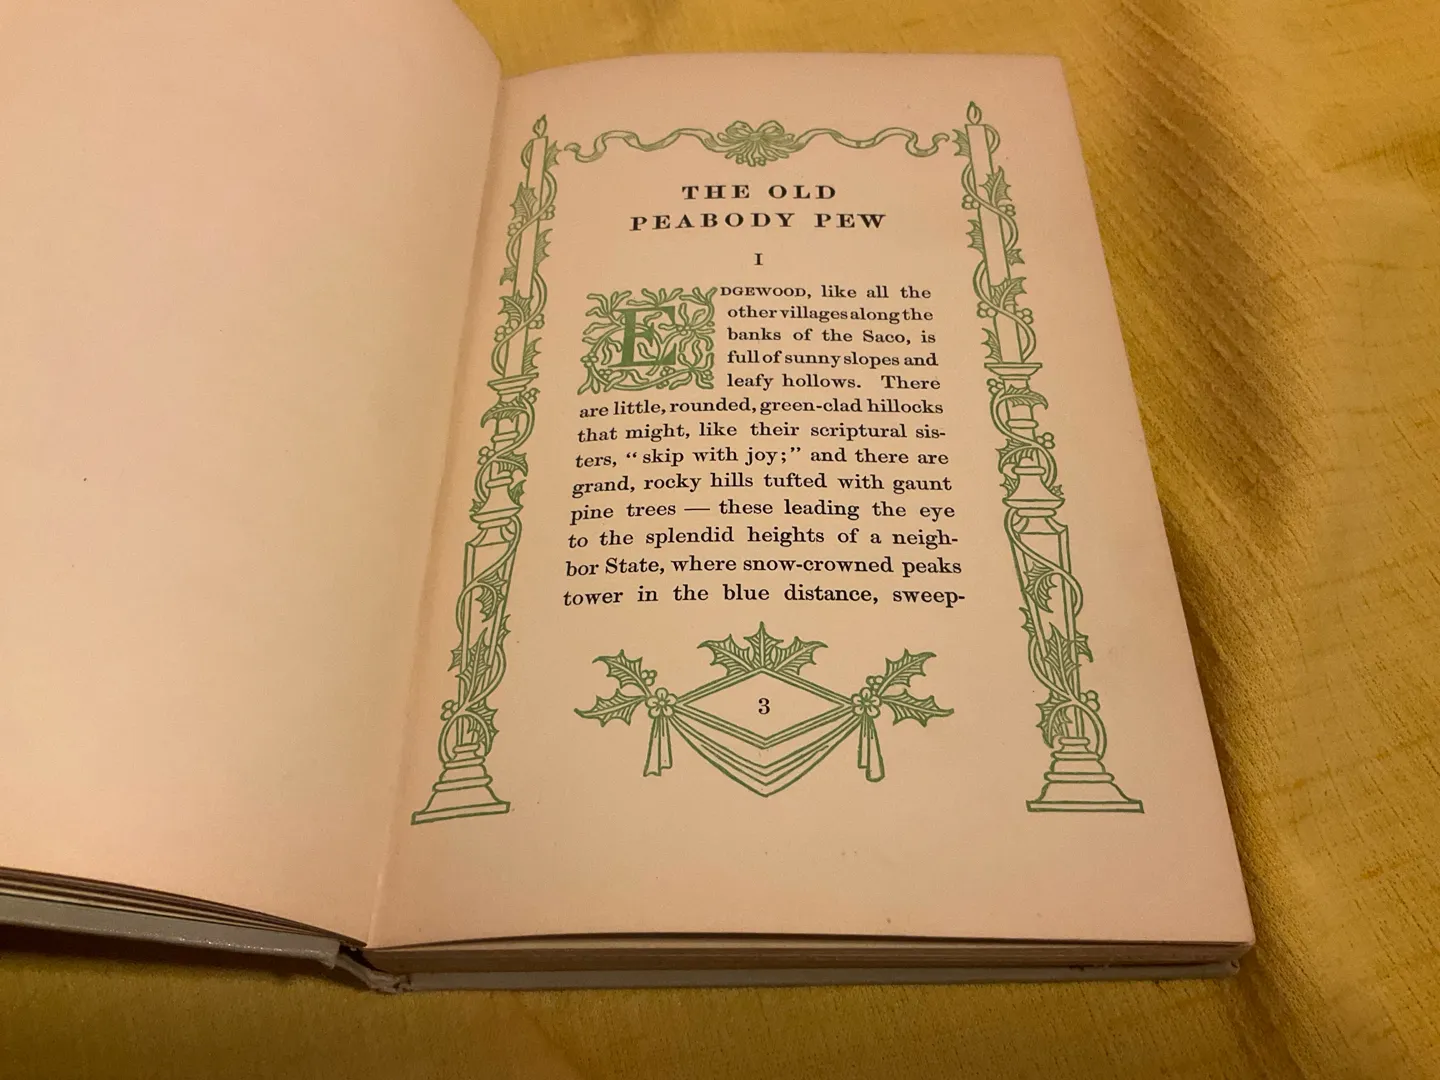 THE OLD
PEABODY PEW
I
EDGEWOOD, like all the
other villages along the
banks of the Saco, is
full of sunny slopes and
leafy hollows. There
are little, rounded, green-clad hillocks
that might, like their scriptural sis-
ters, “skip with joy;” and there are
grand, rocky hills tufted with gaunt
pine trees — these leading the eye
to the splendid heights of a neigh-
bor State, where snow-crowned peaks
tower in the blue distance, sweep-
3